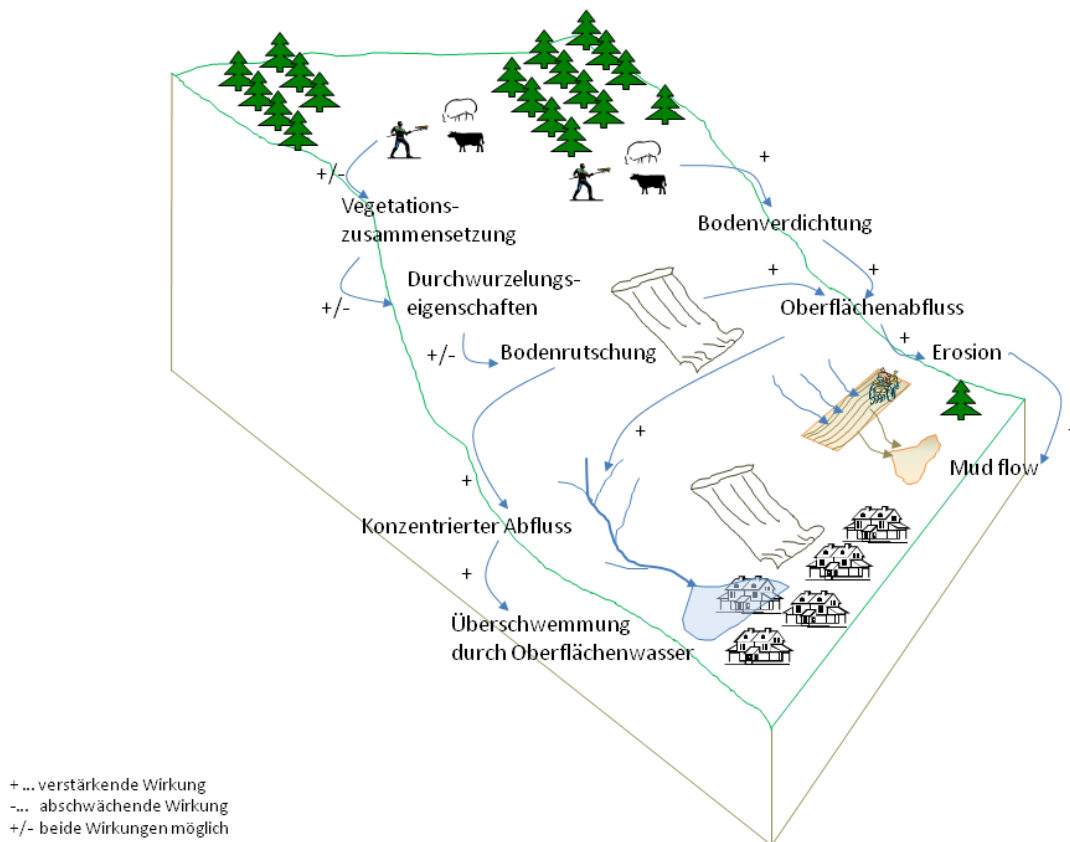 +
+/-
Vegetations-
zusammensetzung
Bodenverdichtung
+
+
Durchwurzelungs-
eigenschaften
+/-
Oberflächenabfluss
+
+/-
Bodenrutschung
Erosion
+
+
Mud flow
+
Konzentrierter Abfluss
+
Überschwemmung
durch Oberflächenwasser
+ ... verstärkende Wirkung
-... abschwächende Wirkung
+/- beide Wirkungen möglich